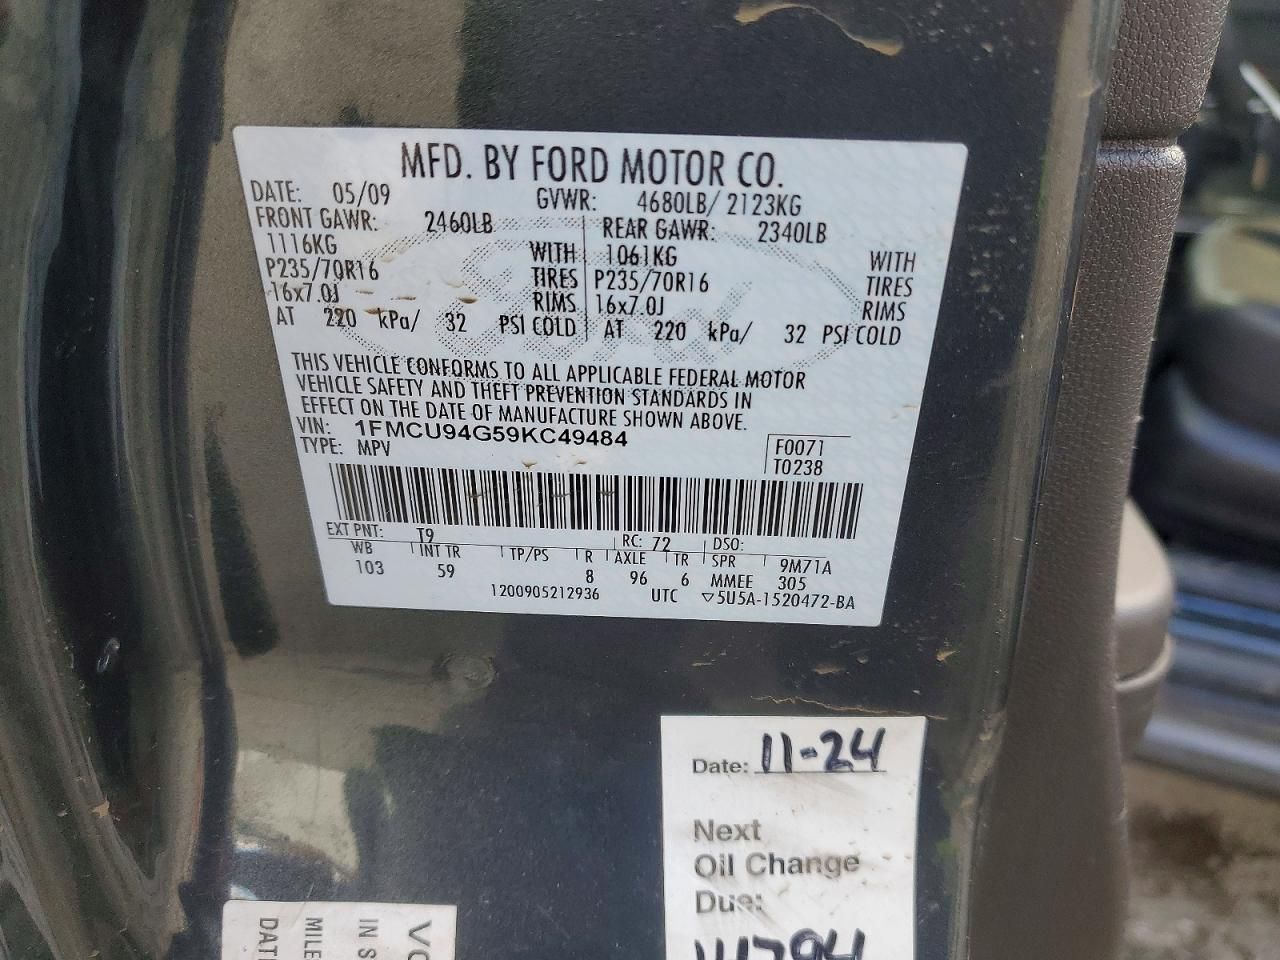 MFD. BY FORD MOTOR CO.
DATE: 05/09 GVWR: 4680LB/ 2123KG
FRONT GAWR: 2460LB REAR GAWR: 2340LB
1116KG WITH 1061KG WITH
P235/70R16 TIRES P235/70R16 TIRES
16x7.0J RIMS 16x7.0J RIMS
AT 220 kPa/ 32 PSI COLD AT 220 kPa/ 32 PSI COLD
THIS VEHICLE CONFORMS TO ALL APPLICABLE FEDERAL MOTOR
VEHICLE SAFETY AND THEFT PREVENTION STANDARDS IN
EFFECT ON THE DATE OF MANUFACTURE SHOWN ABOVE.
VIN: 1FMCU94G59KC49484
TYPE: MPV
F0071
T0238
EXT PNT: T9 RC: 72 DSO:
WB INT TR TP/PS R AXLE TR SPR 9M71A
103 59 8 96 6 MMEE 305
1200905212936 UTC ▽5U5A-1520472-BA
Date: 11-24
Next
Oil Change
Due:
IN S
MILE
DAT